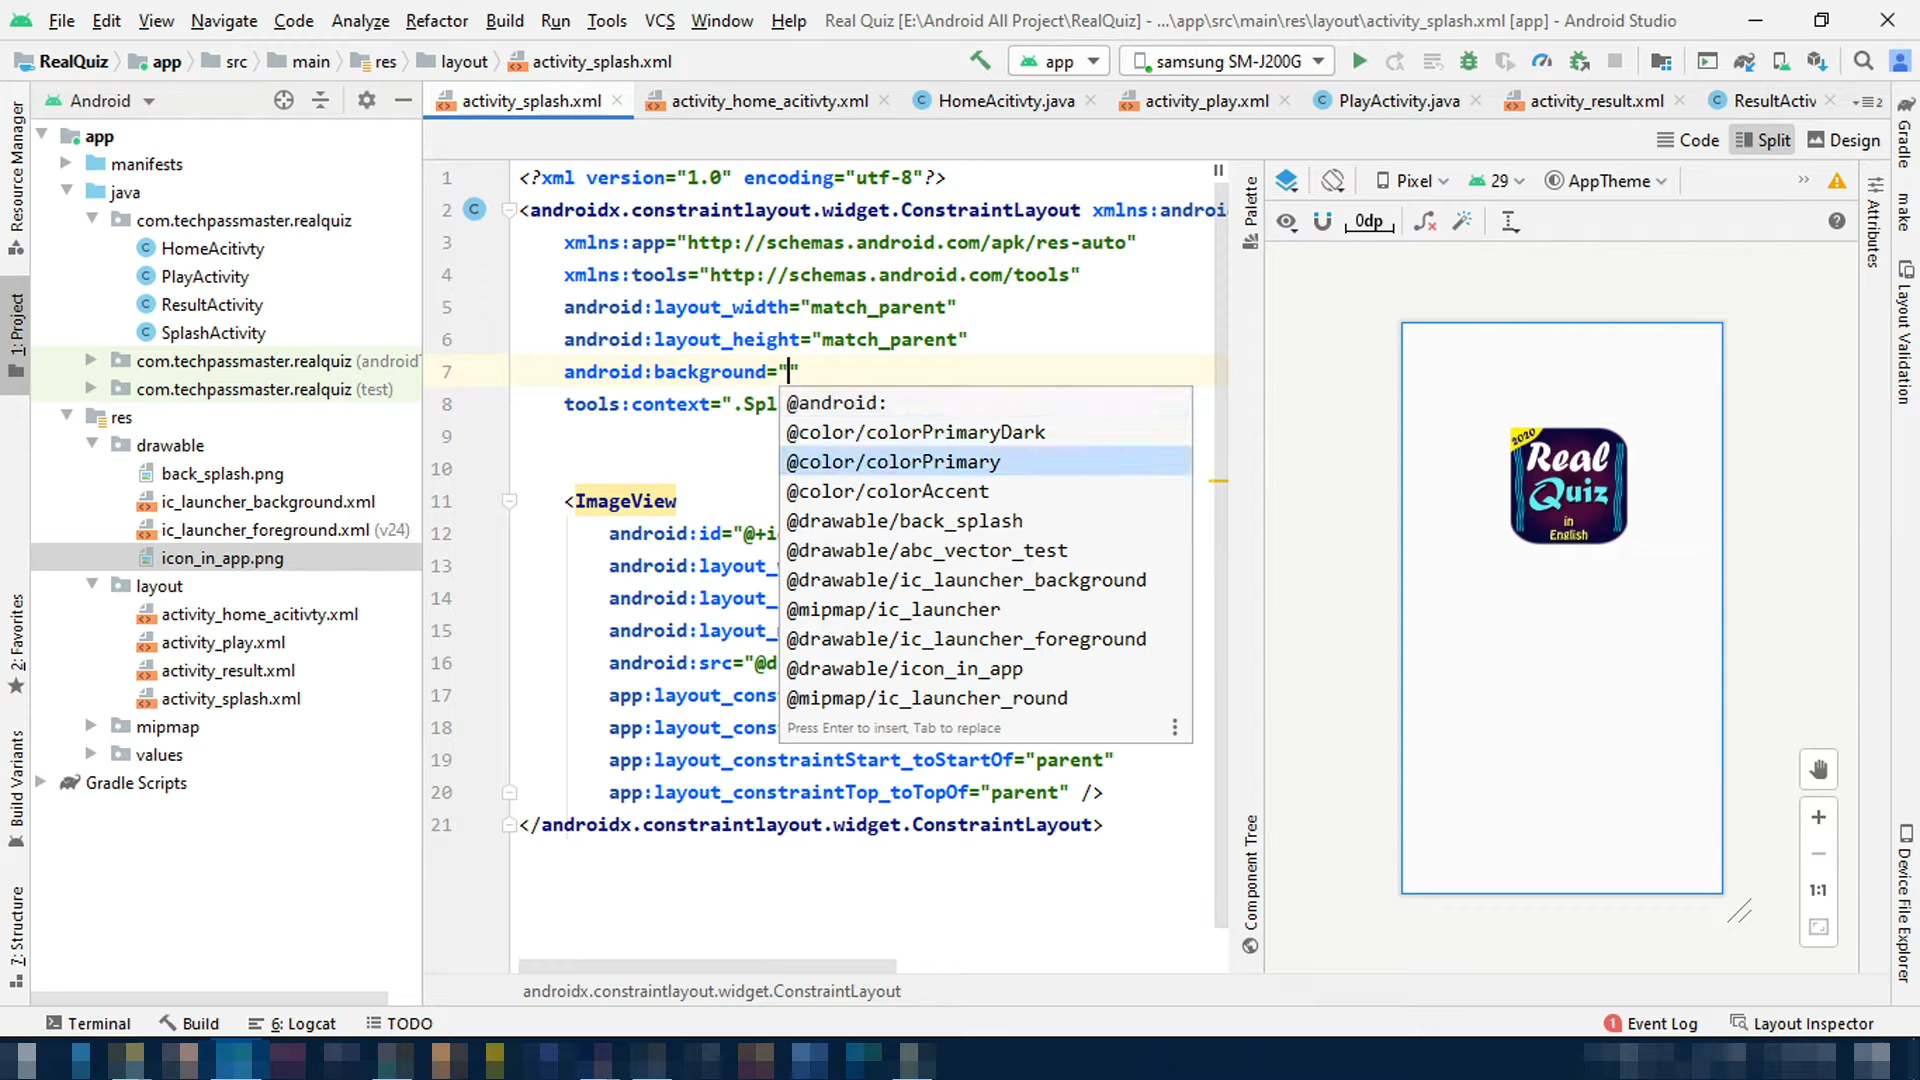 File Edit View Navigate Code Analyze Refactor Build Run Tools VCS Window Help Real Quiz [E:\Android All Project\RealQuiz] - ...\app\src\main\res\layout\activity_splash.xml [app] - Android Studio
RealQuiz app src main res layout activity_splash.xml app samsung SM-J200G
Android activity_splash.xml activity_home_acitivty.xml HomeAcitivty.java activity_play.xml PlayActivity.java activity_result.xml ResultActiv 2
Code Split Design
Resource Manager
1: Project
2: Favorites
Build Variants
7: Structure
app
manifests
java
com.techpassmaster.realquiz
HomeAcitivty
PlayActivity
ResultActivity
SplashActivity
com.techpassmaster.realquiz (androidT
com.techpassmaster.realquiz (test)
res
drawable
back_splash.png
ic_launcher_background.xml
ic_launcher_foreground.xml (v24)
icon_in_app.png
layout
activity_home_acitivty.xml
activity_play.xml
activity_result.xml
activity_splash.xml
mipmap
values
Gradle Scripts
1 <?xml version="1.0" encoding="utf-8"?>
2 <androidx.constraintlayout.widget.ConstraintLayout xmlns:androi
3 xmlns:app="http://schemas.android.com/apk/res-auto"
4 xmlns:tools="http://schemas.android.com/tools"
5 android:layout_width="match_parent"
6 android:layout_height="match_parent"
7 android:background=""
8 tools:context=".Spl
9
10
11 <ImageView
12 android:id="@+i
13 android:layout_
14 android:layout_
15 android:layout_
16 android:src="@d
17 app:layout_cons
18 app:layout_cons
19 app:layout_constraintStart_toStartOf="parent"
20 app:layout_constraintTop_toTopOf="parent" />
21 </androidx.constraintlayout.widget.ConstraintLayout>
@android:
@color/colorPrimaryDark
@color/colorPrimary
@color/colorAccent
@drawable/back_splash
@drawable/abc_vector_test
@drawable/ic_launcher_background
@mipmap/ic_launcher
@drawable/ic_launcher_foreground
@drawable/icon_in_app
@mipmap/ic_launcher_round
Press Enter to insert, Tab to replace
androidx.constraintlayout.widget.ConstraintLayout
Palette
Component Tree
Pixel 29 AppTheme
0dp
2020
Real
Quiz
in
English
1:1
Attributes
Gradle
make
Layout Validation
Device File Explorer
Terminal Build 6: Logcat TODO 1 Event Log Layout Inspector